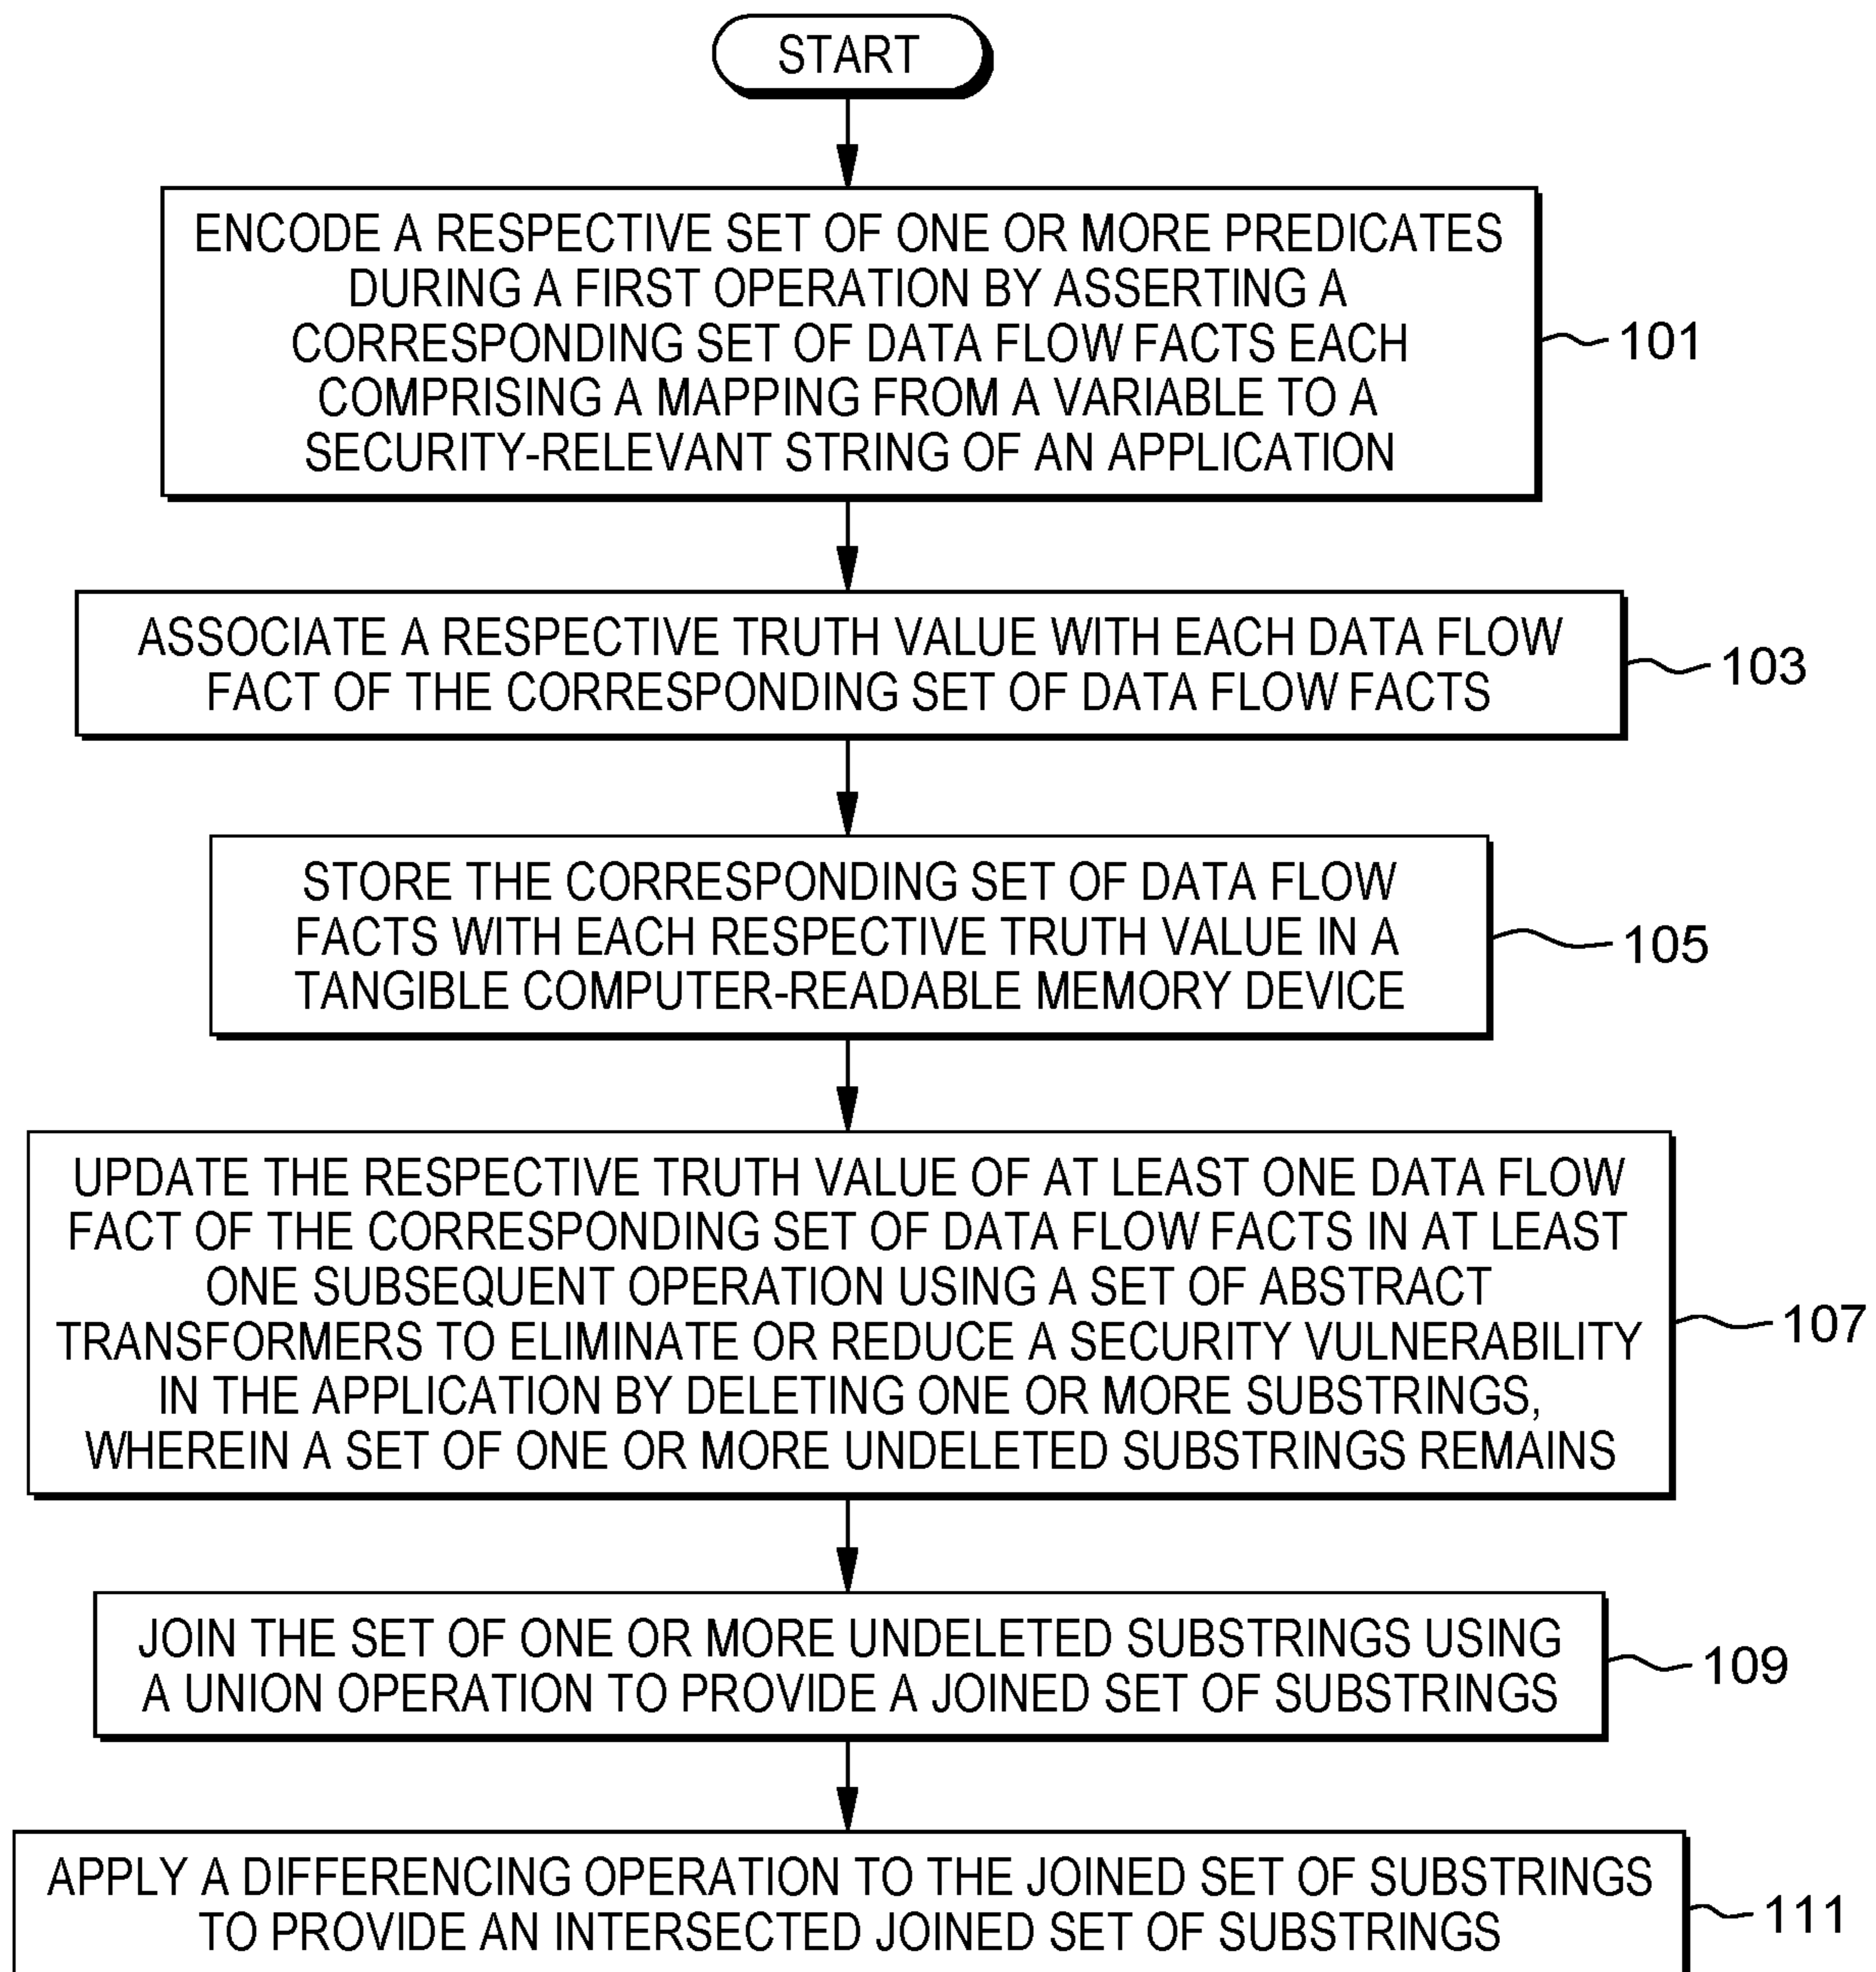 START
ENCODE A RESPECTIVE SET OF ONE OR MORE PREDICATES
DURING A FIRST OPERATION BY ASSERTING A
CORRESPONDING SET OF DATA FLOW FACTS EACH
COMPRISING A MAPPING FROM A VARIABLE TO A
SECURITY-RELEVANT STRING OF AN APPLICATION
101
ASSOCIATE A RESPECTIVE TRUTH VALUE WITH EACH DATA FLOW
FACT OF THE CORRESPONDING SET OF DATA FLOW FACTS
103
STORE THE CORRESPONDING SET OF DATA FLOW
FACTS WITH EACH RESPECTIVE TRUTH VALUE IN A
TANGIBLE COMPUTER-READABLE MEMORY DEVICE
105
UPDATE THE RESPECTIVE TRUTH VALUE OF AT LEAST ONE DATA FLOW
FACT OF THE CORRESPONDING SET OF DATA FLOW FACTS IN AT LEAST
ONE SUBSEQUENT OPERATION USING A SET OF ABSTRACT
TRANSFORMERS TO ELIMINATE OR REDUCE A SECURITY VULNERABILITY
IN THE APPLICATION BY DELETING ONE OR MORE SUBSTRINGS,
WHEREIN A SET OF ONE OR MORE UNDELETED SUBSTRINGS REMAINS
107
JOIN THE SET OF ONE OR MORE UNDELETED SUBSTRINGS USING
A UNION OPERATION TO PROVIDE A JOINED SET OF SUBSTRINGS
109
APPLY A DIFFERENCING OPERATION TO THE JOINED SET OF SUBSTRINGS
TO PROVIDE AN INTERSECTED JOINED SET OF SUBSTRINGS
111